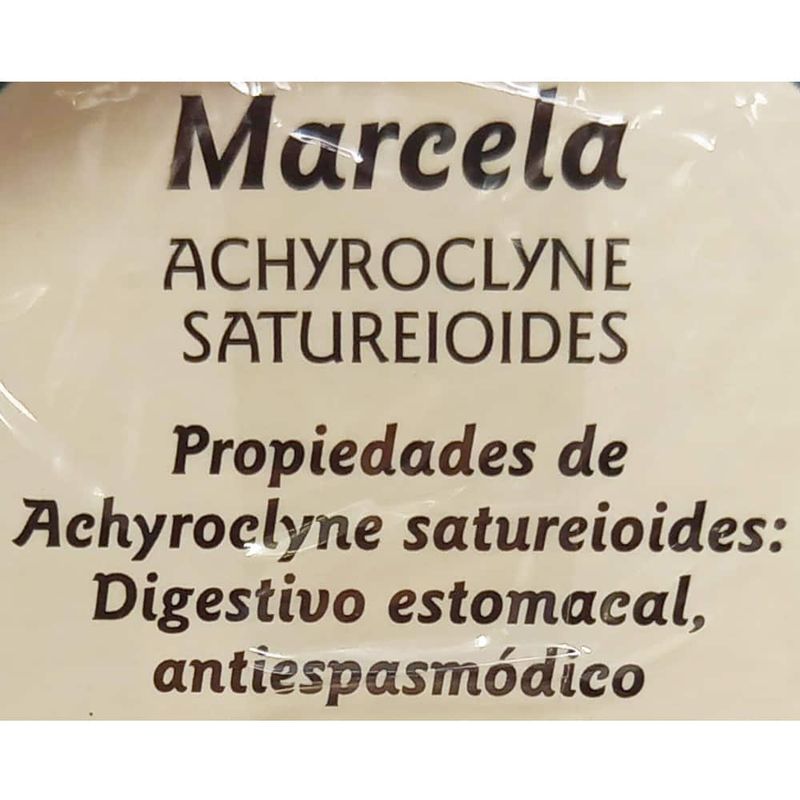 Marcela
ACHYROCLYNE
SATUREIOIDES
Propiedades de
Achyroclyne satureioides:
Digestivo estomacal,
antiespasmódico